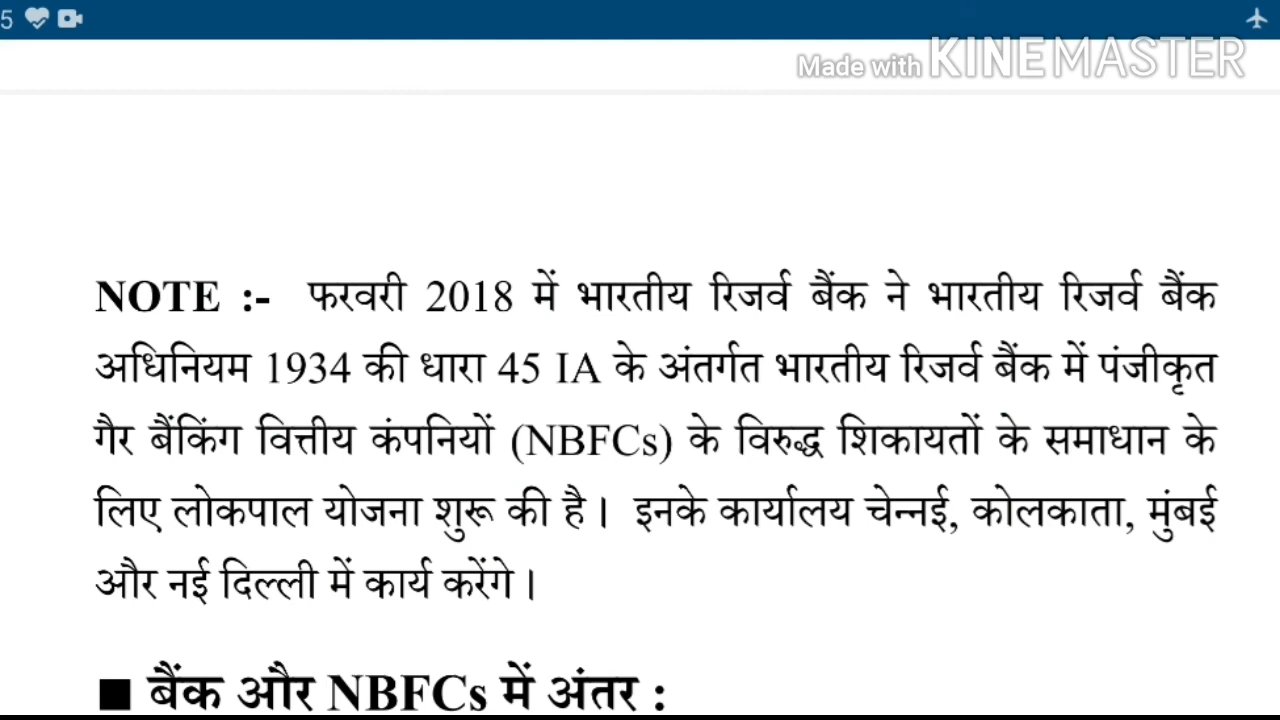 5
Made with KINEMASTER
NOTE :- फरवरी 2018 में भारतीय रिजर्व बैंक ने भारतीय रिजर्व बैंक
अधिनियम 1934 की धारा 45 IA के अंतर्गत भारतीय रिजर्व बैंक में पंजीकृत
गैर बैंकिंग वित्तीय कंपनियों (NBFCs) के विरुद्ध शिकायतों के समाधान के
लिए लोकपाल योजना शुरू की है। इनके कार्यालय चेन्नई, कोलकाता, मुंबई
और नई दिल्ली में कार्य करेंगे।
■ बैंक और NBFCs में अंतर :